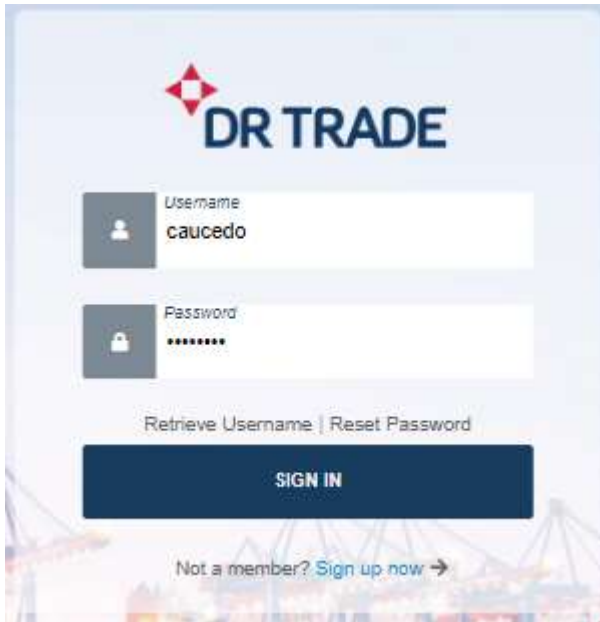 DR TRADE
Username
caucedo
Password
••••••••
Retrieve Username | Reset Password
SIGN IN
Not a member? Sign up now →